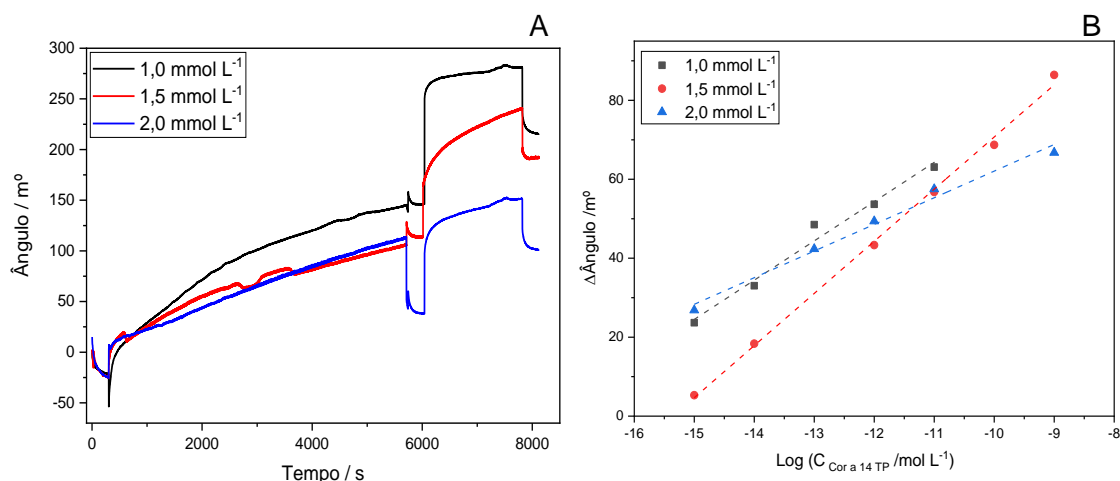 A
300
250
200
150
100
50
0
-50
Ângulo / mº
0 2000 4000 6000 8000
Tempo / s
1,0 mmol L⁻¹
1,5 mmol L⁻¹
2,0 mmol L⁻¹
B
80
60
40
20
0
ΔÂngulo /mº
-16 -15 -14 -13 -12 -11 -10 -9 -8
Log (C Cor a 14 TP /mol L⁻¹)
1,0 mmol L⁻¹
1,5 mmol L⁻¹
2,0 mmol L⁻¹